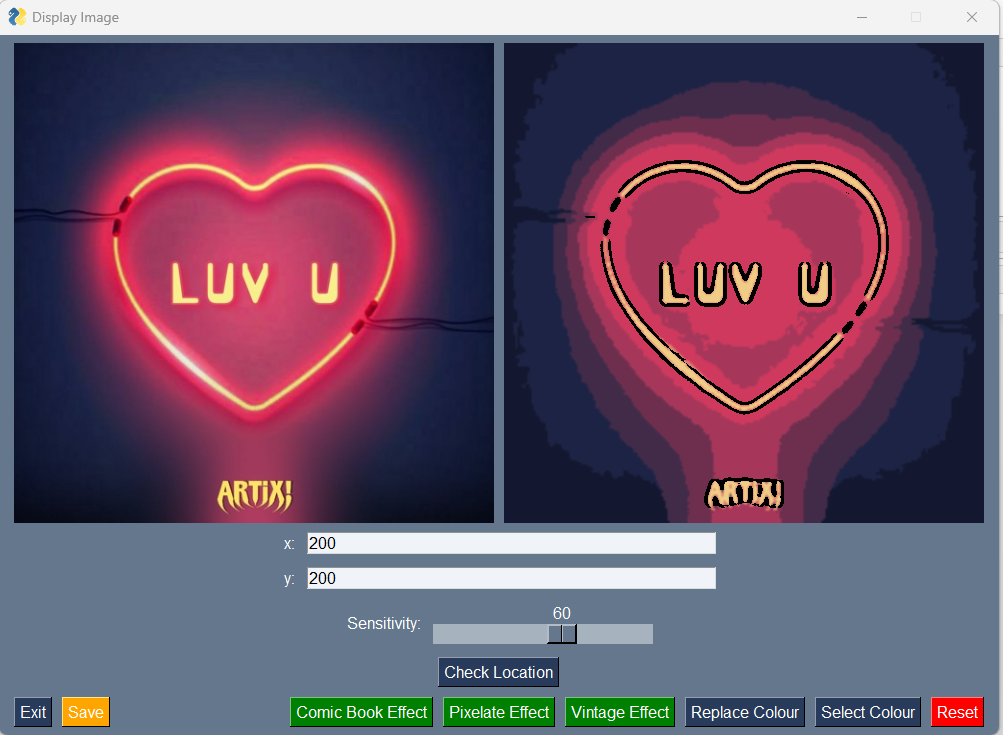 Display Image
LUV U
LUV U
ARTIX!
ARTIX!
x: 200
y: 200
60
Sensitivity:
Check Location
Exit Save Comic Book Effect Pixelate Effect Vintage Effect Replace Colour Select Colour Reset